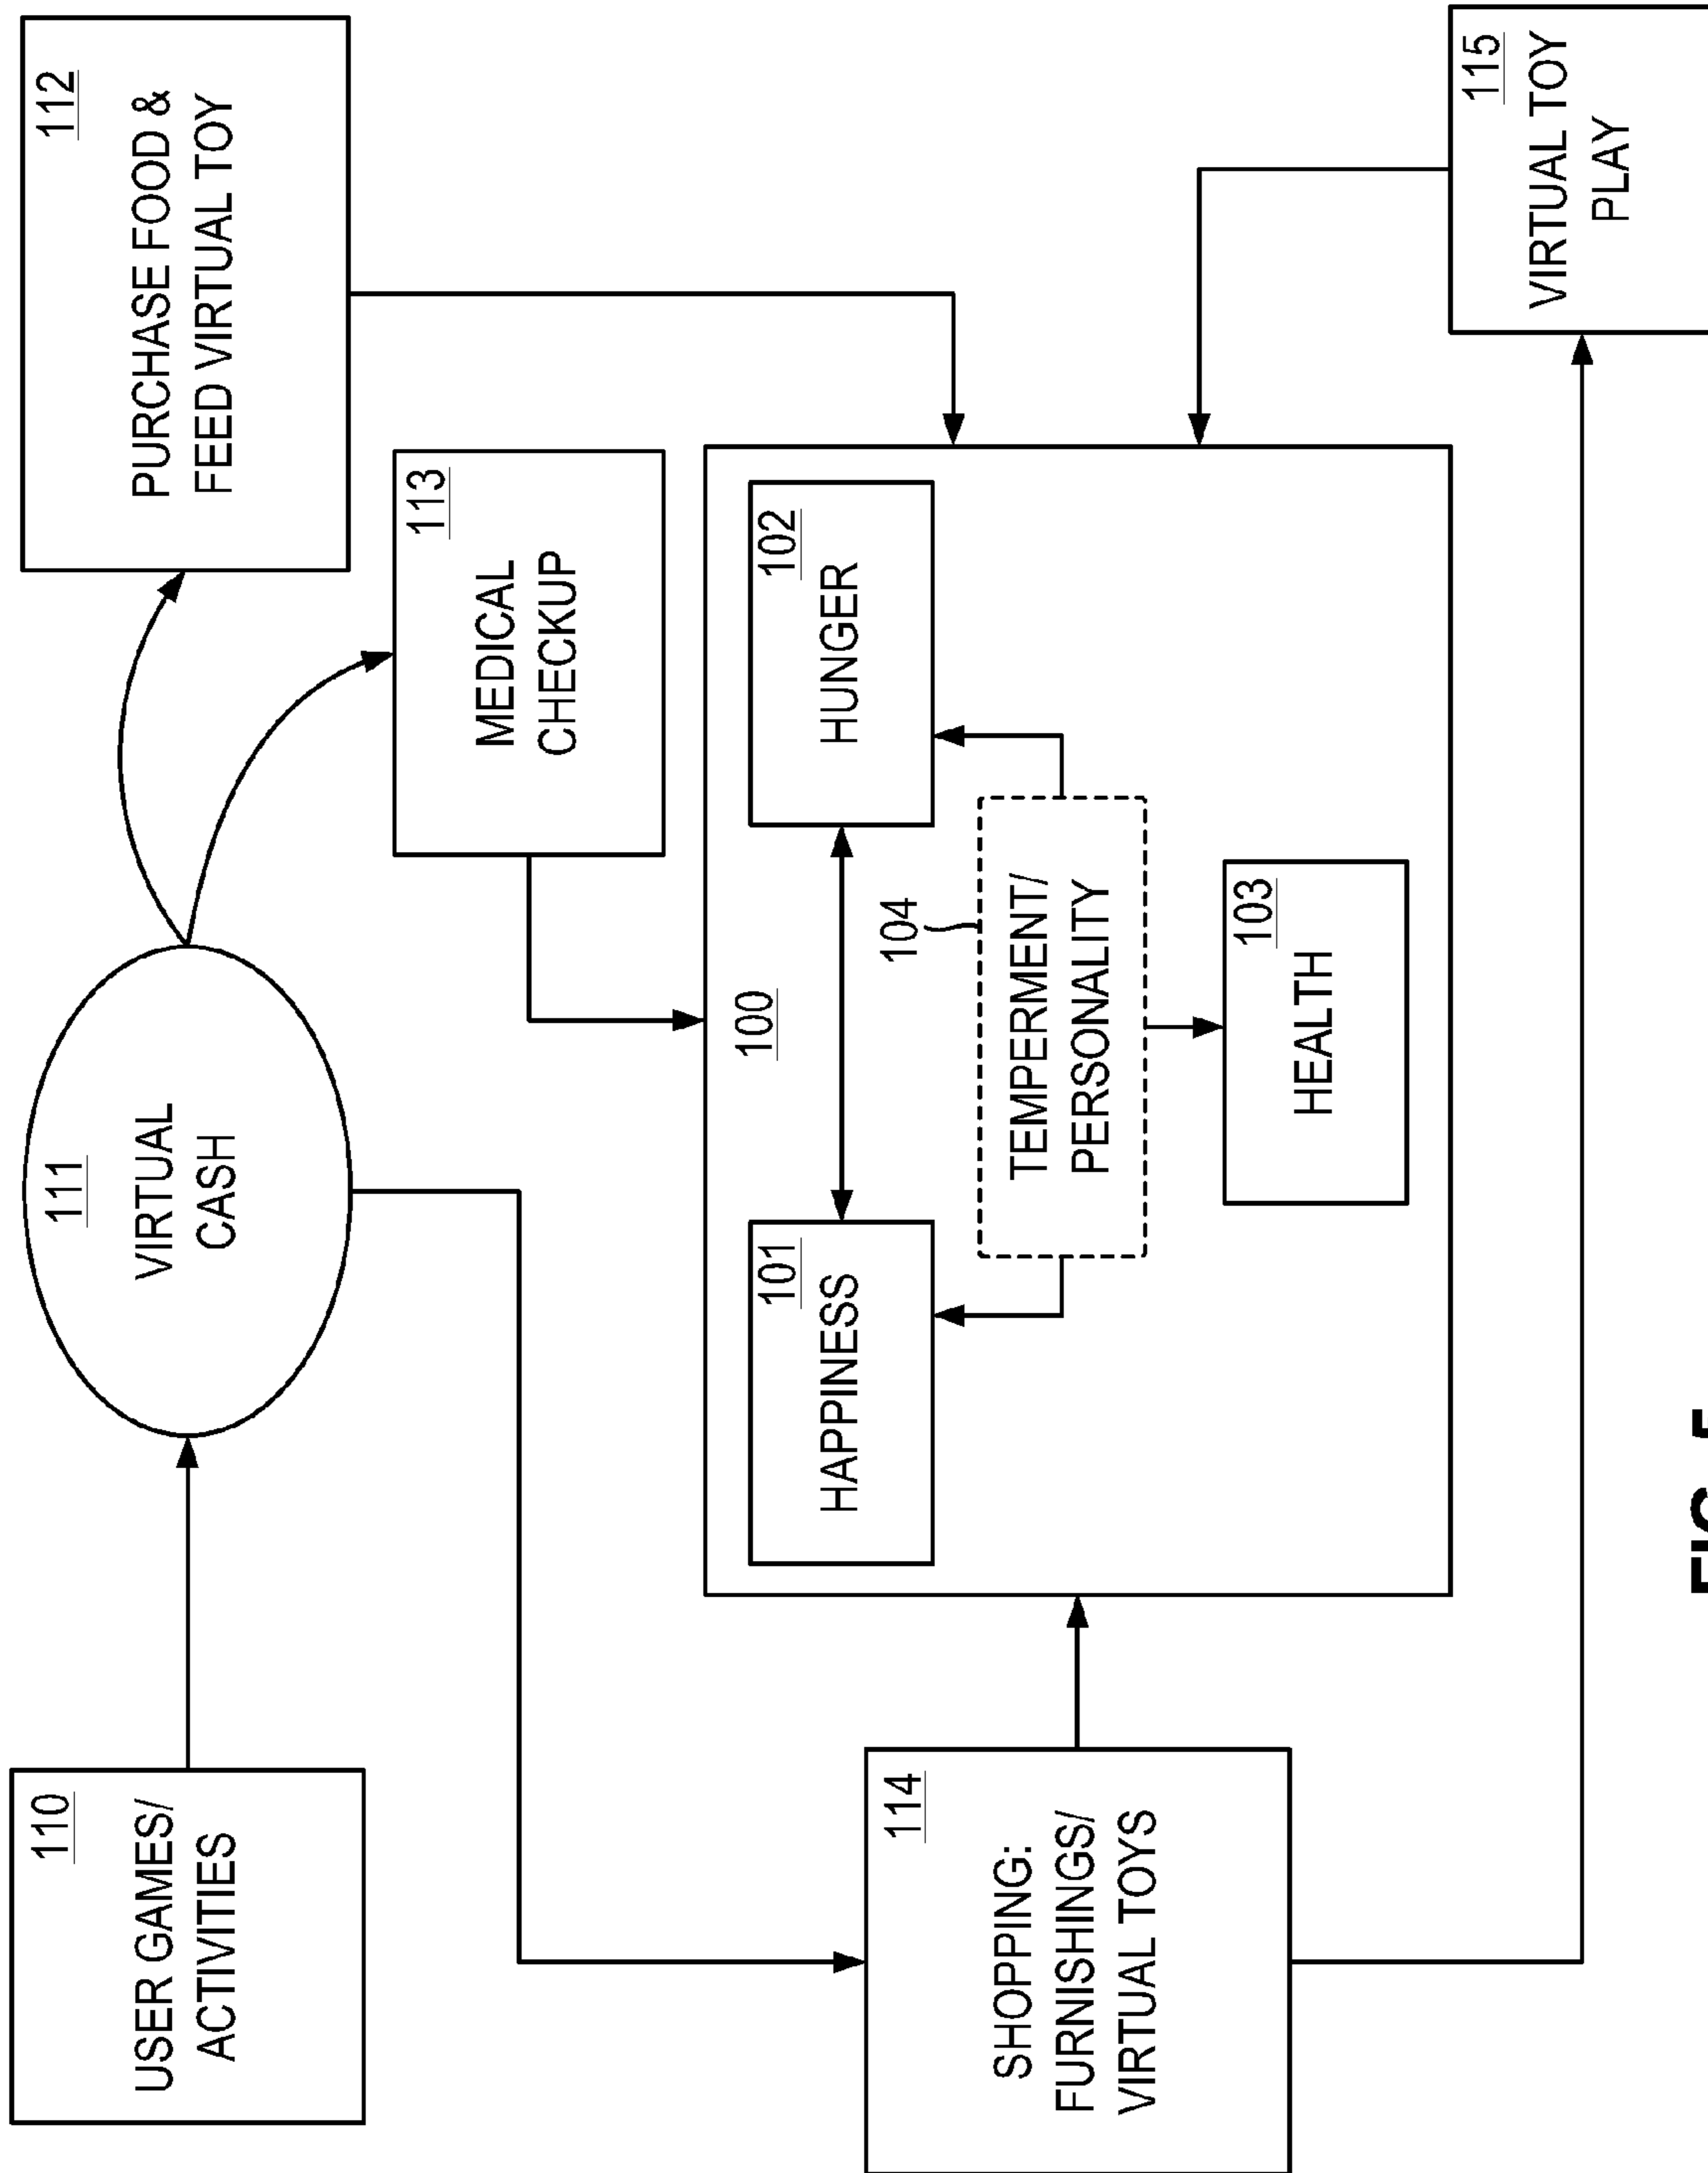 110
USER GAMES/
ACTIVITIES
111
VIRTUAL
CASH
112
PURCHASE FOOD &
FEED VIRTUAL TOY
113
MEDICAL
CHECKUP
114
SHOPPING:
FURNISHINGS/
VIRTUAL TOYS
100
101
HAPPINESS
102
HUNGER
104
TEMPERMENT/
PERSONALITY
103
HEALTH
115
VIRTUAL TOY
PLAY